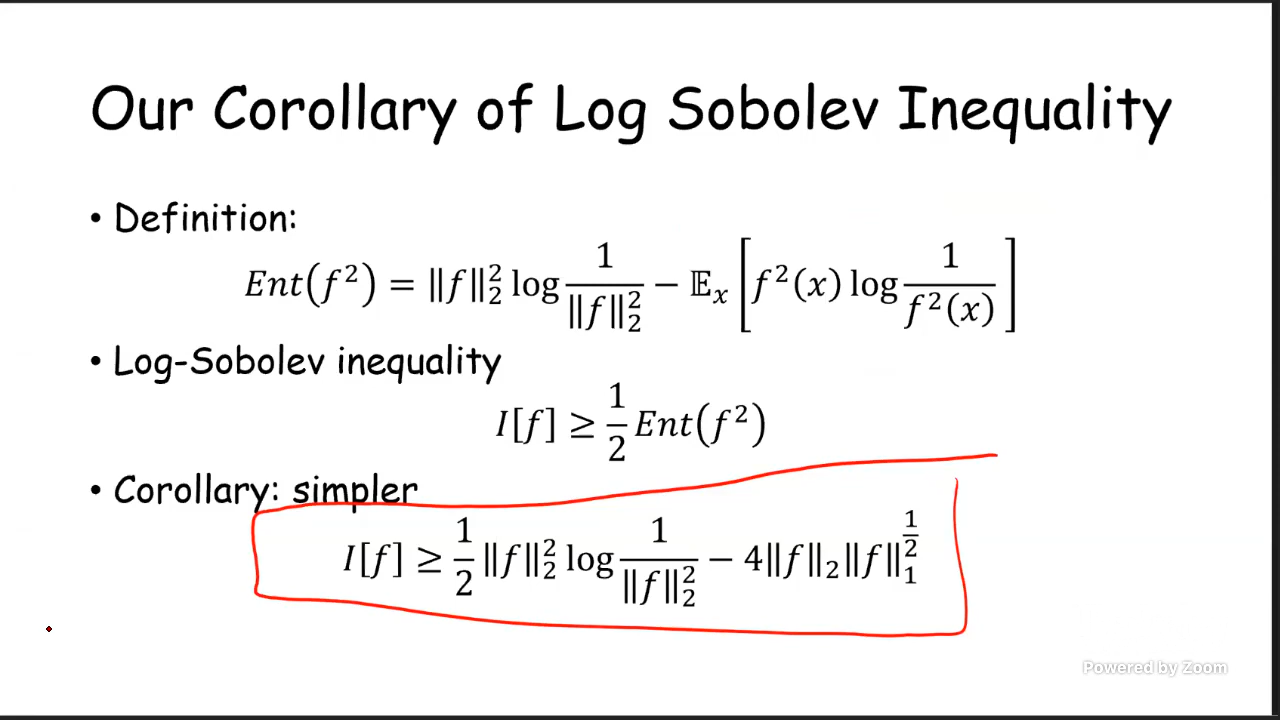 Our Corollary of Log Sobolev Inequality
• Definition:
Ent(f²) = ‖f‖₂² log 1/‖f‖₂² − 𝔼ₓ[f²(x) log 1/f²(x)]
• Log-Sobolev inequality
I[f] ≥ 1/2 Ent(f²)
• Corollary: simpler
I[f] ≥ 1/2 ‖f‖₂² log 1/‖f‖₂² − 4‖f‖₂‖f‖₁^(1/2)
Powered by Zoom